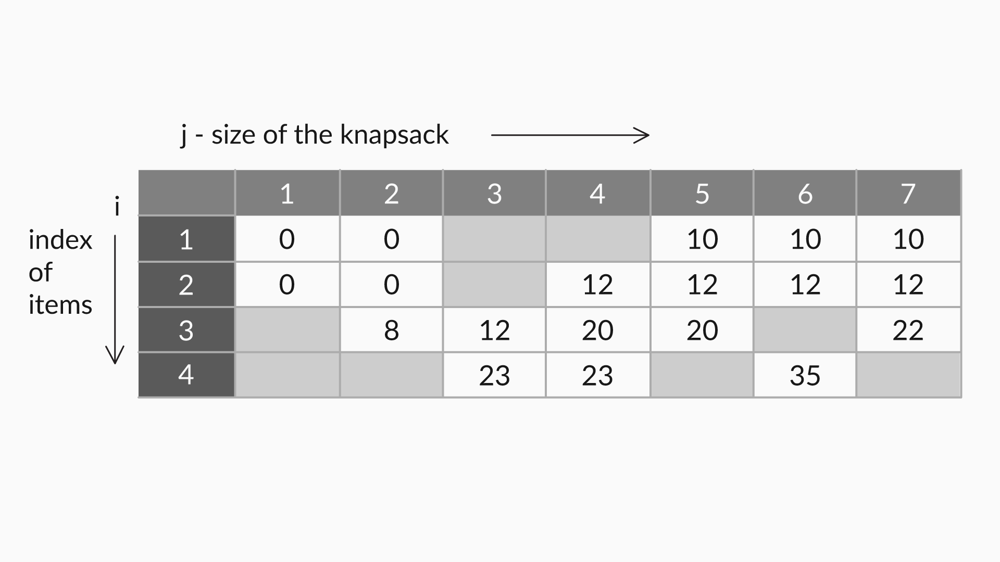 j - size of the knapsack
1 2 3 4 5 6 7
i
index
of
items
1 0 0 10 10 10
2 0 0 12 12 12 12
3 8 12 20 20 22
4 23 23 35